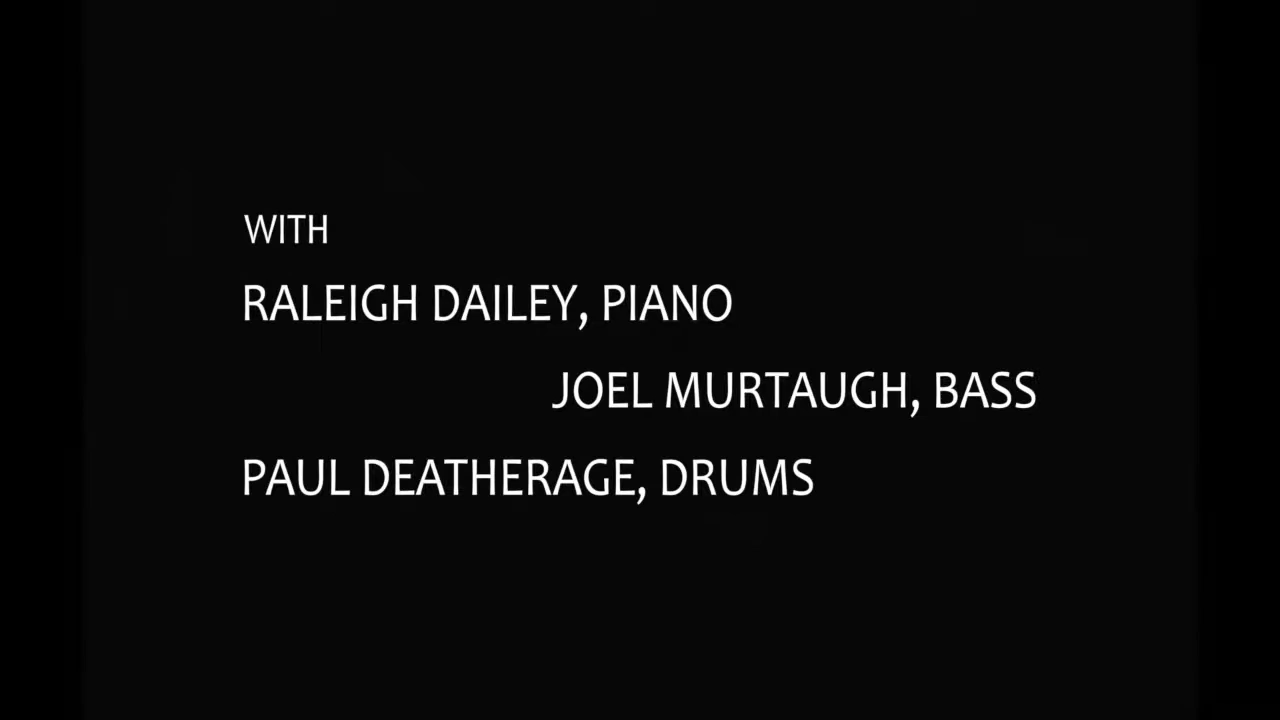 WITH
RALEIGH DAILEY, PIANO
JOEL MURTAUGH, BASS
PAUL DEATHERAGE, DRUMS